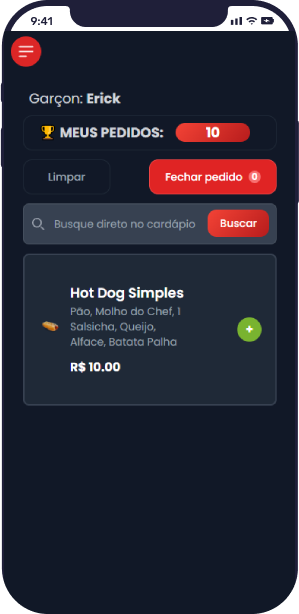 9:41
Garçon: Erick
MEUS PEDIDOS: 10
Limpar
Fechar pedido 0
Busque direto no cardápio Buscar
Hot Dog Simples
Pão, Molho do Chef, 1
Salsicha, Queijo,
Alface, Batata Palha
+
R$ 10.00